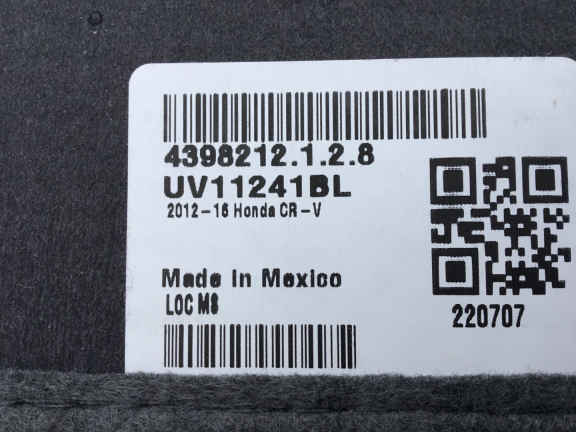 4398212.1.2.8
UV11241BL
2012-16 Honda CR-V
Made In Mexico
LOC M8
220707